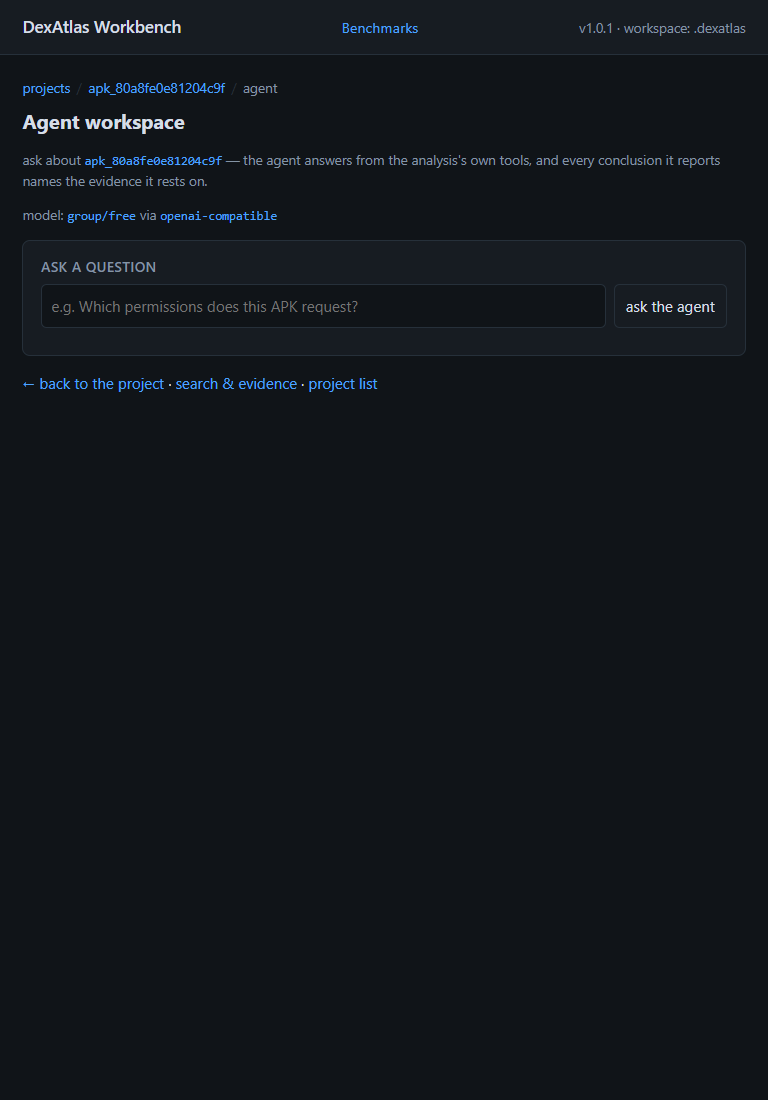 DexAtlas Workbench
Benchmarks
v1.0.1 · workspace: .dexatlas
projects / apk_80a8fe0e81204c9f / agent
Agent workspace
ask about apk_80a8fe0e81204c9f — the agent answers from the analysis's own tools, and every conclusion it reports
names the evidence it rests on.
model: group/free via openai-compatible
ASK A QUESTION
e.g. Which permissions does this APK request?
ask the agent
← back to the project · search & evidence · project list